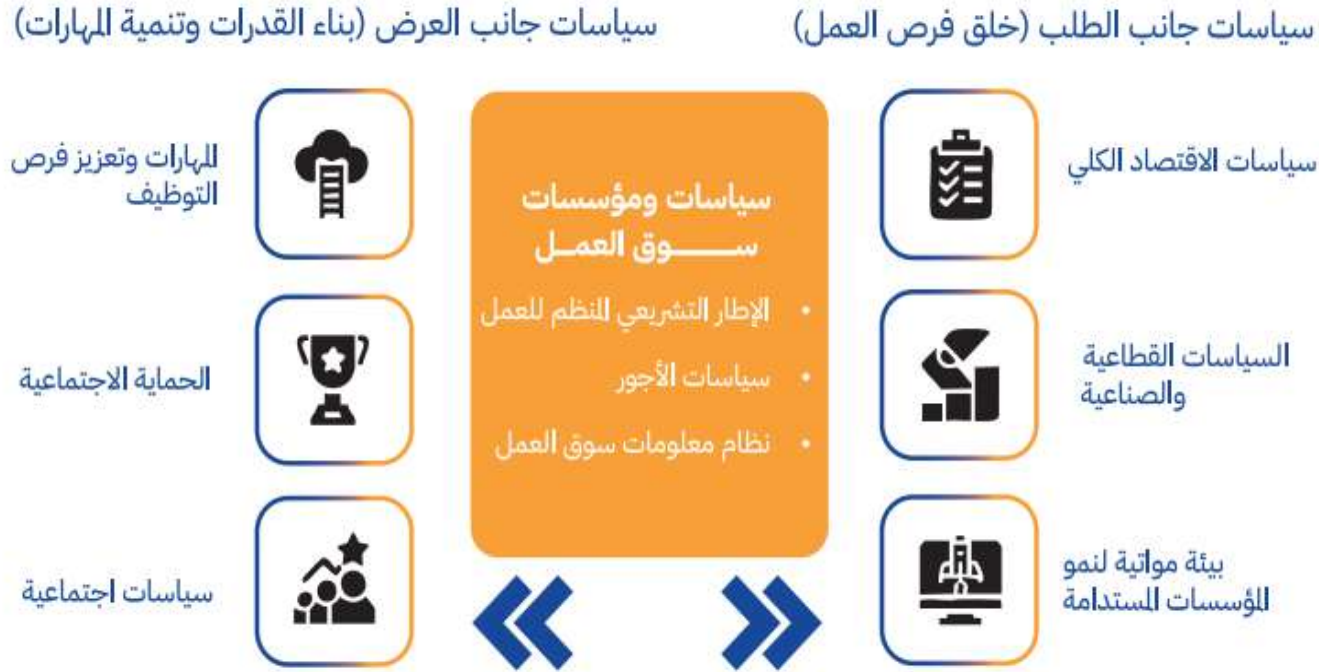 سياسات جانب الطلب (خلق فرص العمل)
سياسات الاقتصاد الكلي
السياسات القطاعية
والصناعية
بيئة مواتية لنمو
المؤسسات المستدامة
سياسات ومؤسسات
ســـــوق العمــل
• الإطار التشريعي المنظم للعمل
• سياسات الأجور
• نظام معلومات سوق العمل
سياسات جانب العرض (بناء القدرات وتنمية المهارات)
المهارات وتعزيز فرص
التوظيف
الحماية الاجتماعية
سياسات اجتماعية